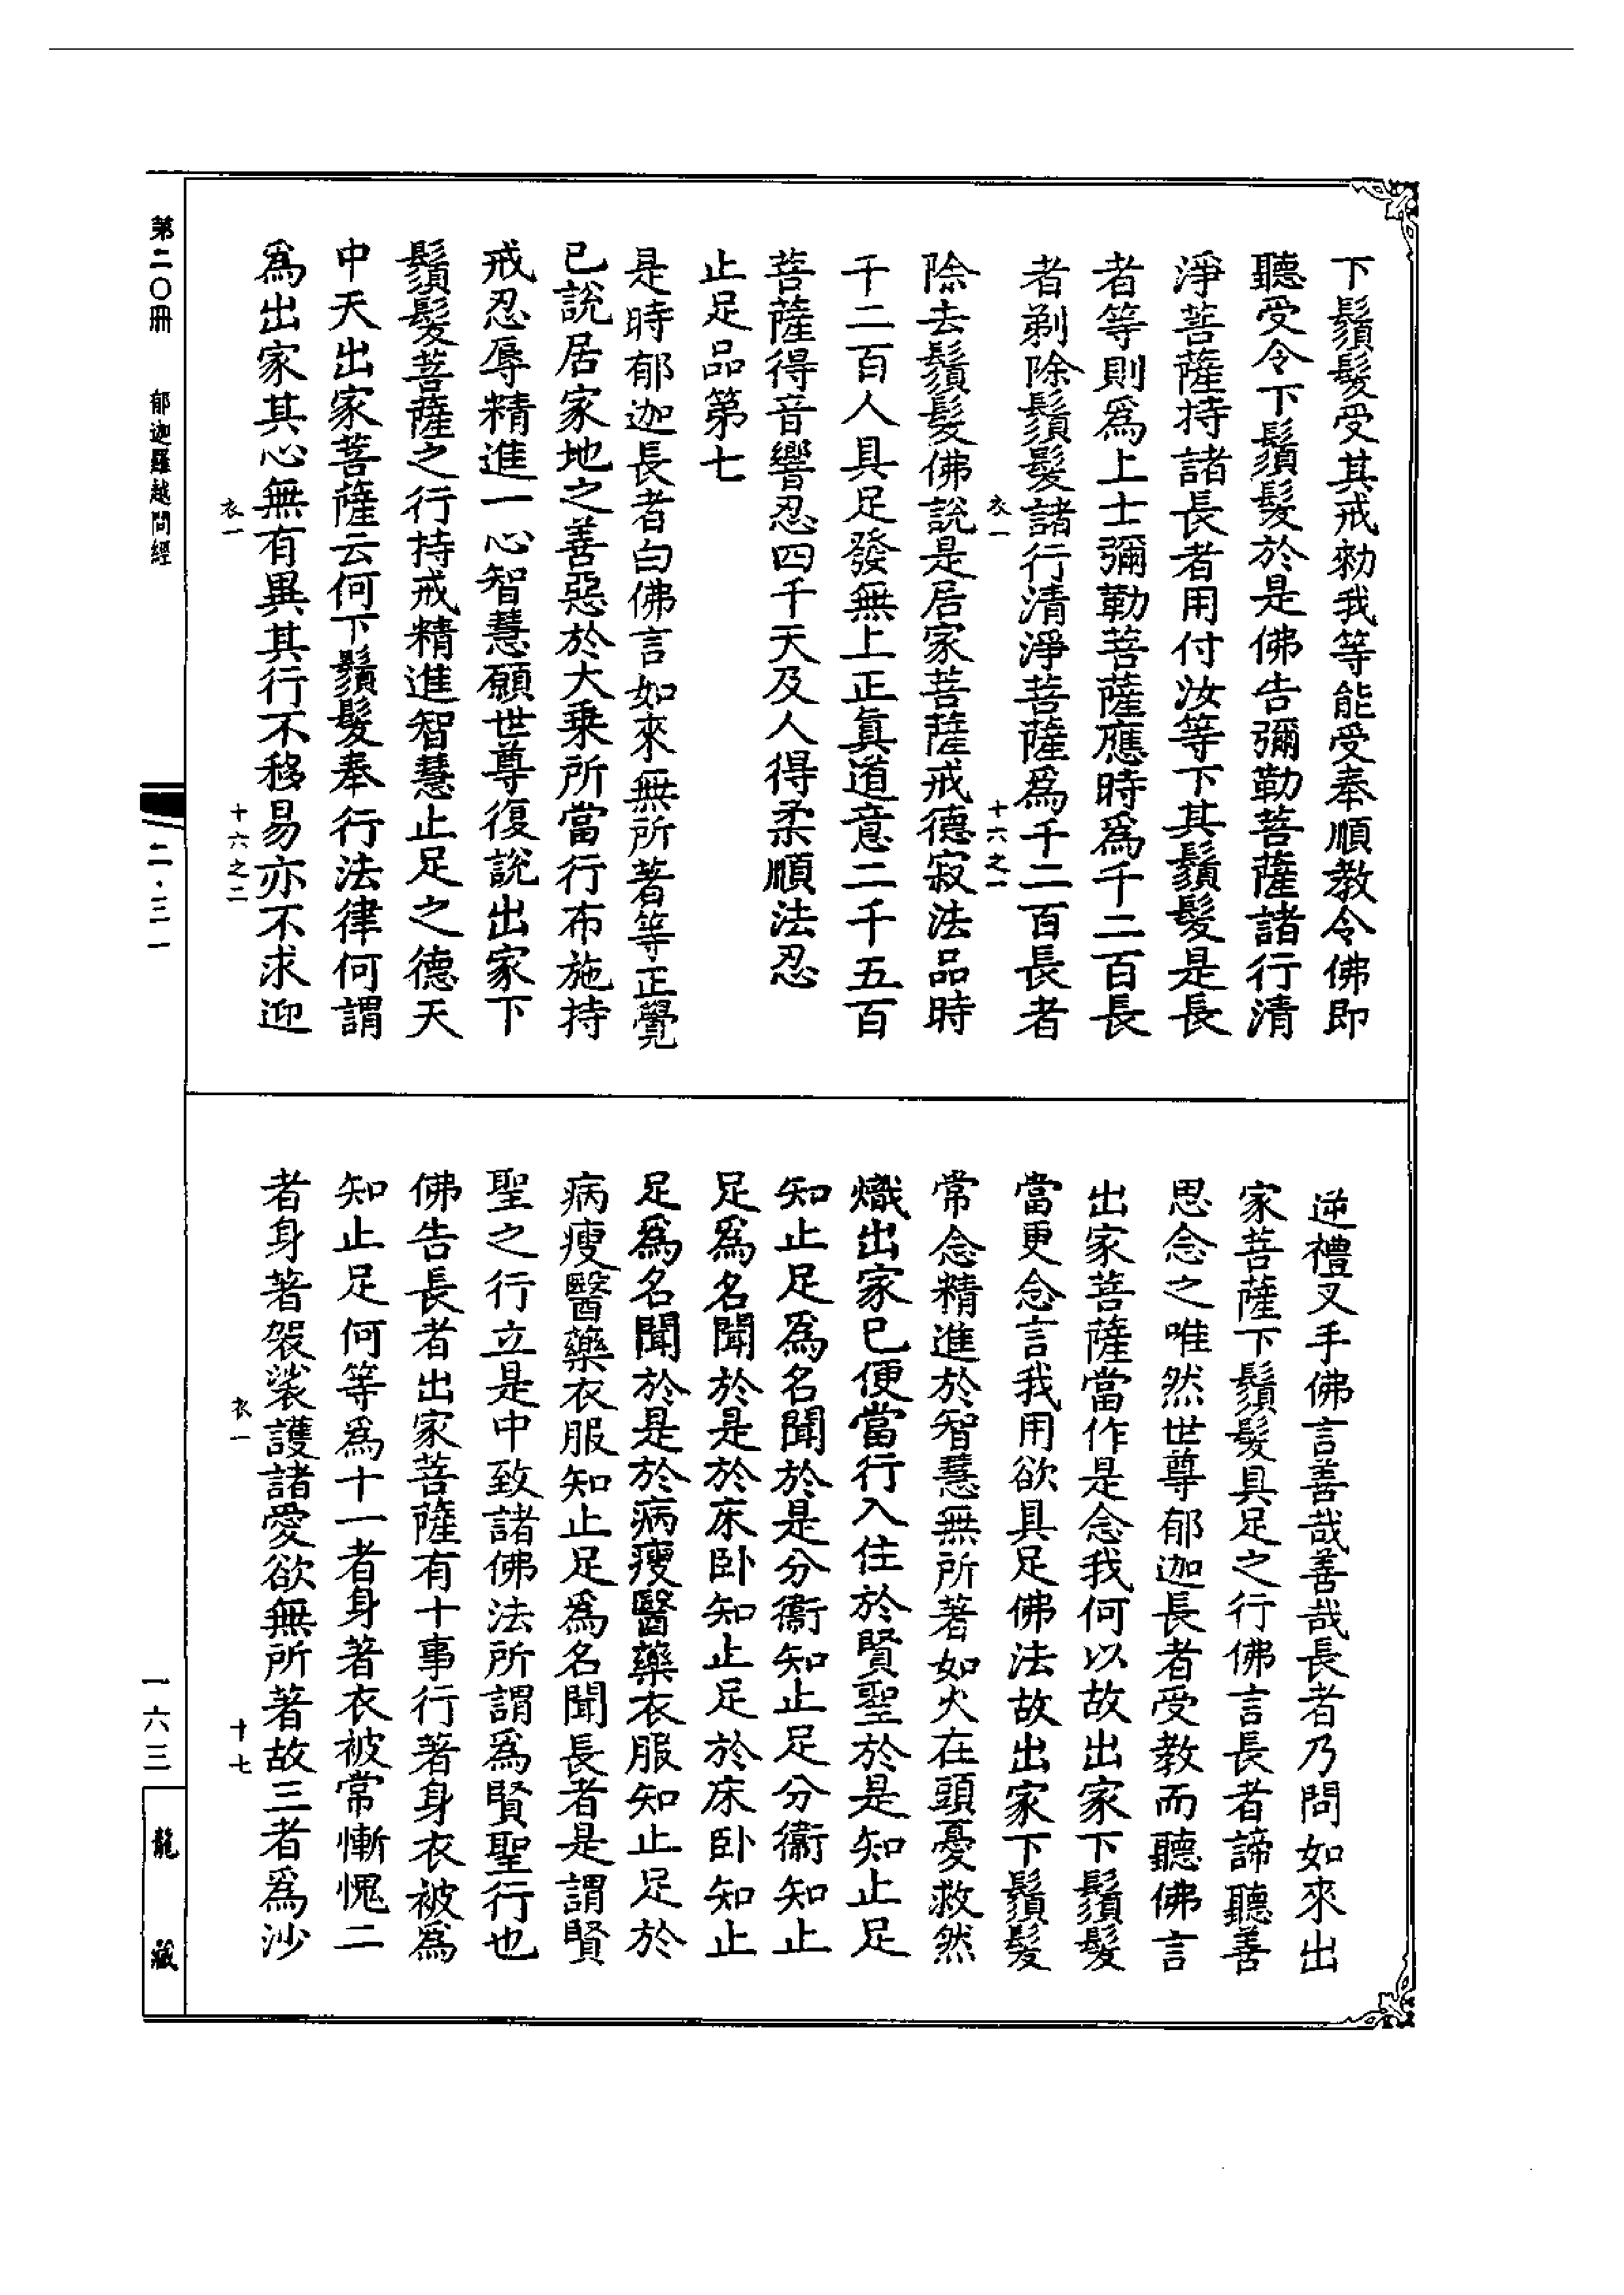 下鬚髮受其戒勑我等能受奉順教令佛即
聽受令下鬚髮於是佛告彌勒菩薩諸行清
淨菩薩持諸長者用付汝等下其鬚髮是長
者等則爲上士彌勒菩薩應時爲千二百長
者剃除鬚髮諸行清淨菩薩爲千二百長者
衣一
十六之一
除去鬚髮佛說是居家菩薩戒德寂法品時
千二百人具足發無上正真道意二千五百
菩薩得音響忍四千天及人得柔順法忍
止足品第七
是時郁迦長者白佛言如來無所著等正覺
已說居家地之善惡於大乘所當行布施持
戒忍辱精進一心智慧願世尊復說出家下
鬚髮菩薩之行持戒精進智慧止足之德天
中天出家菩薩云何下鬚髮奉行法律何謂
爲出家其心無有異其行不移易亦不求迎
衣一
十六之二
逆禮叉手佛言善哉善哉長者乃問如來出
家菩薩下鬚髮具足之行佛言長者諦聽善
思念之唯然世尊郁迦長者受教而聽佛言
出家菩薩當作是念我何以故出家下鬚髮
當更念言我用欲具足佛法故出家下鬚髮
常念精進於智慧無所著如火在頭憂救然
熾出家已便當行入住於賢聖於是知止足
知止足爲名聞於是分衞知止足分衞知止
足爲名聞於是於床卧知止足於床卧知止
足爲名聞於是於病瘦醫藥衣服知止足於
病瘦醫藥衣服知止足爲名聞長者是謂賢
聖之行立是中致諸佛法所謂爲賢聖行也
佛告長者出家菩薩有十事行著身衣被爲
知止足何等爲十一者身著衣被常慚愧二
者身著袈裟護諸愛欲無所著故三者爲沙
衣一
十七
第二〇冊
郁迦羅越問經
二·三一
一六三
龍藏